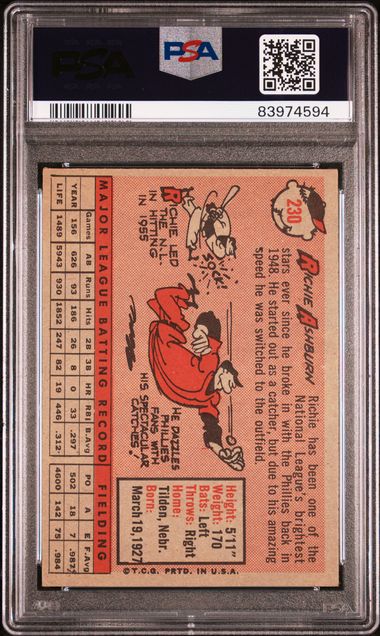 PSA
PSA
83974594
230
RICHIE ASHBURN
Richie has been one of the
National League's brightest
stars ever since he broke in with the Phillies back in
1948. He started out as a catcher, but due to his amazing
speed he was switched to the outfield.
RICHIE LED
THE N.L.
IN HITTING
IN 1955
SOCK!
HE DAZZLES
PHILLIES
FANS WITH
HIS SPECTACULAR
CATCHES!
Height: 5'11"
Weight: 170
Bats: Left
Throws: Right
Home:
Tilden, Nebr.
Born:
March 19, 1927
© T.C.G. PRTD. IN U.S.A.
MAJOR LEAGUE BATTING RECORD FIELDING
Games AB Runs Hits 2B 3B HR RBI B.Avg PO A E F.Avg
YEAR 156 626 93 186 26 8 0 33 .297 502 18 7 .987
LIFE 1489 5943 930 1852 247 82 19 446 .312 4609 142 75 .984